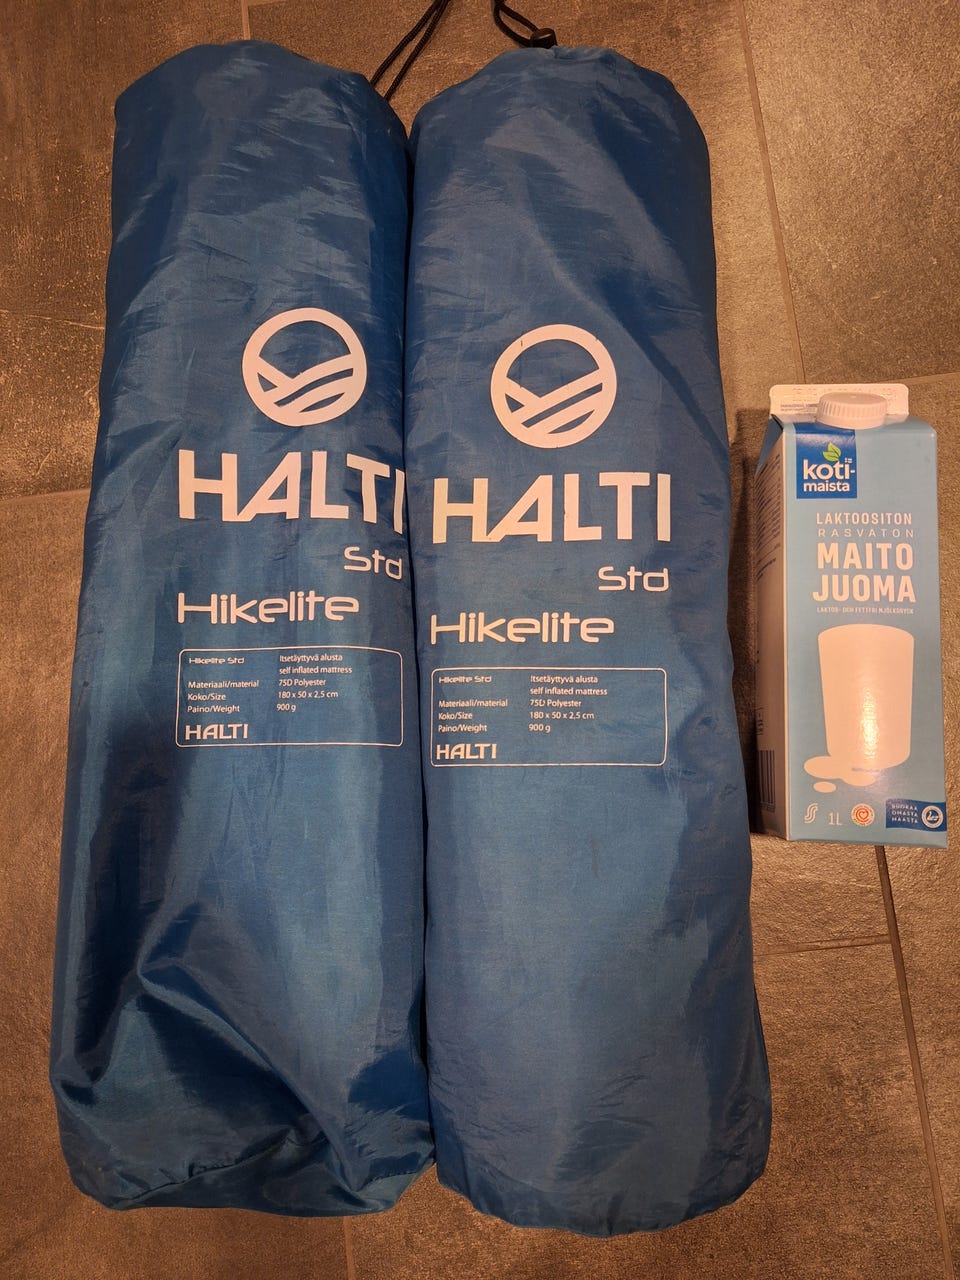 HALTI
Std
Hikelite
Hikelite Std Itsetäyttyvä alusta
self inflated mattress
Materiaali/material 75D Polyester
Koko/Size 180 x 50 x 2,5 cm
Paino/Weight 900 g
HALTI
HALTI
Std
Hikelite
Hikelite Std Itsetäyttyvä alusta
self inflated mattress
Materiaali/material 75D Polyester
Koko/Size 180 x 50 x 2,5 cm
Paino/Weight 900 g
HALTI
koti-
maista
LAKTOOSITON
RASVATON
MAITO
JUOMA
LAKTOS- OCH FETTFRI MJÖLKDRYCK
1L
SUOKAA
OMASTA
MAASTA